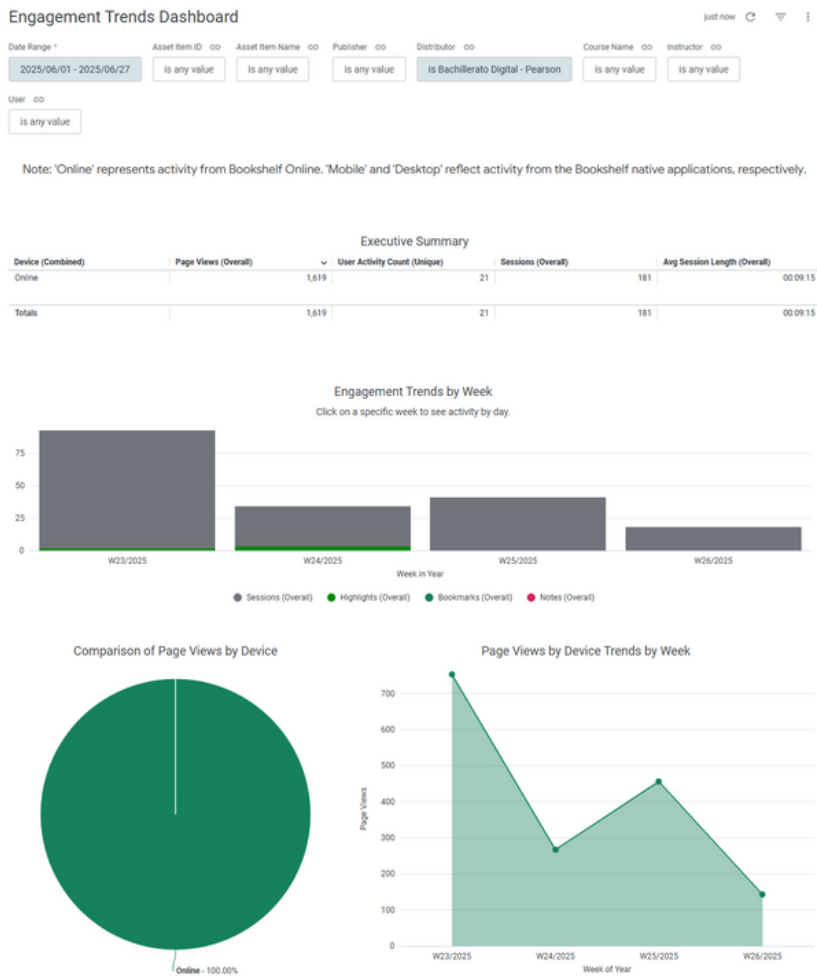 Engagement Trends Dashboard
just now
Date Range * Asset Item ID Asset Item Name Publisher Distributor Course Name Instructor
2025/06/01 - 2025/06/27 is any value is any value is any value is Bachillerato Digital - Pearson is any value is any value
User
is any value
Note: 'Online' represents activity from Bookshelf Online. 'Mobile' and 'Desktop' reflect activity from the Bookshelf native applications, respectively.
Executive Summary
Device (Combined) Page Views (Overall) User Activity Count (Unique) Sessions (Overall) Avg Session Length (Overall)
Online 1,619 21 181 00:09:15
Totals 1,619 21 181 00:09:15
Engagement Trends by Week
Click on a specific week to see activity by day.
75
50
25
0
W23/2025 W24/2025 W25/2025 W26/2025
Week in Year
Sessions (Overall) Highlights (Overall) Bookmarks (Overall) Notes (Overall)
Comparison of Page Views by Device
Online - 100.00%
Page Views by Device Trends by Week
Page Views
700
600
500
400
300
200
100
0
W23/2025 W24/2025 W25/2025 W26/2025
Week of Year